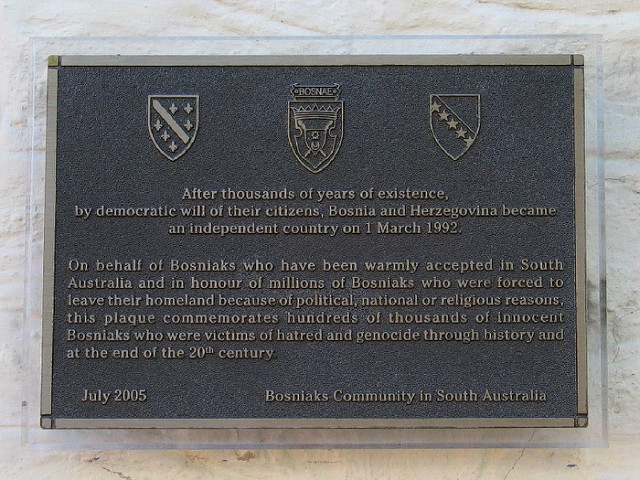 BOSNAE
After thousands of years of existence,
by democratic will of their citizens, Bosnia and Herzegovina became
an independent country on 1 March 1992.
On behalf of Bosniaks who have been warmly accepted in South
Australia and in honour of millions of Bosniaks who were forced to
leave their homeland because of political, national or religious reasons,
this plaque commemorates hundreds of thousands of innocent
Bosniaks who were victims of hatred and genocide through history and
at the end of the 20th century.
July 2005 Bosniaks Community in South Australia